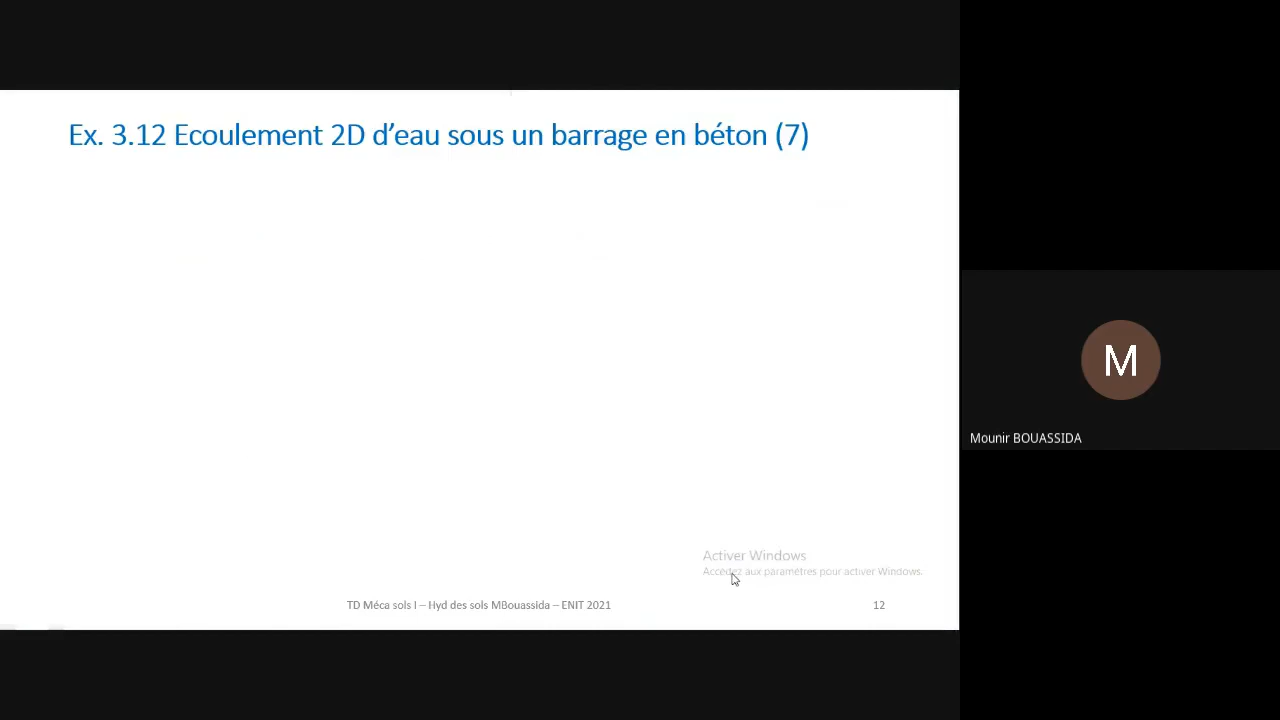 Ex. 3.12 Ecoulement 2D d’eau sous un barrage en béton (7)
M
Mounir BOUASSIDA
Activer Windows
Accédez aux paramètres pour activer Windows.
TD Méca sols I – Hyd des sols MBouassida – ENIT 2021
12